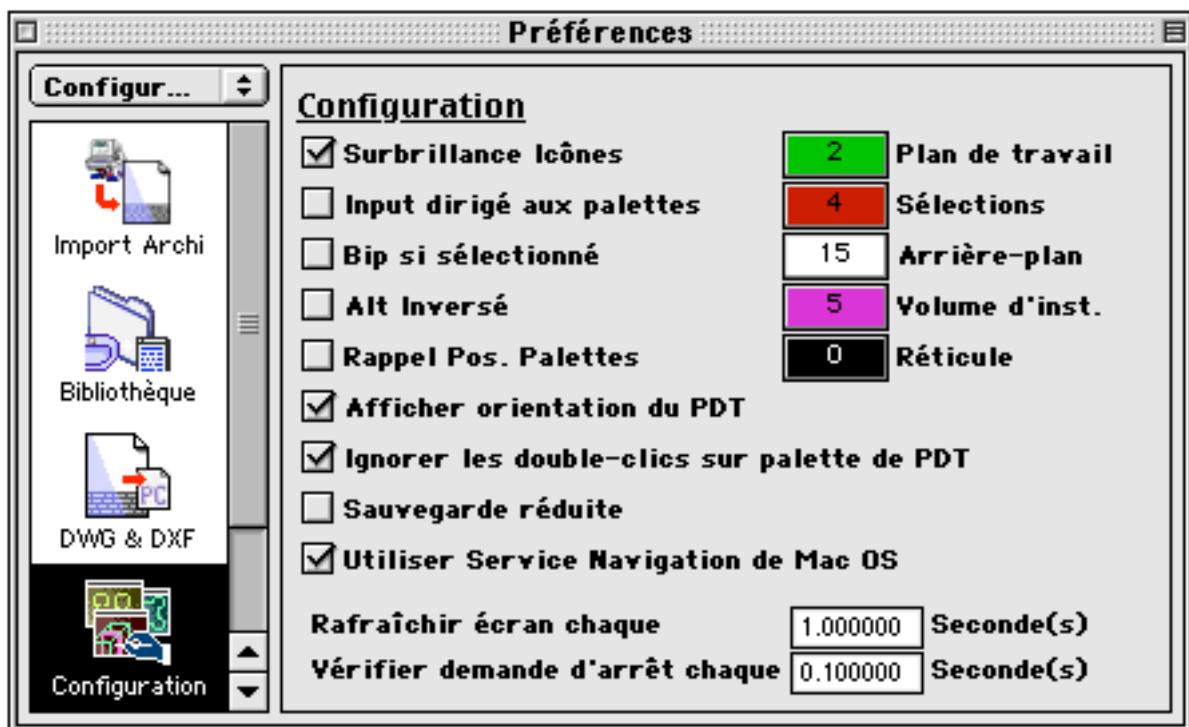 Préférences
Configur...
Import Archi
Bibliothèque
PC
DWG & DXF
Configuration
Configuration
Surbrillance Icônes
2 Plan de travail
Input dirigé aux palettes
4 Sélections
Bip si sélectionné
15 Arrière-plan
Alt Inversé
5 Volume d'inst.
Rappel Pos. Palettes
0 Réticule
Afficher orientation du PDT
Ignorer les double-clics sur palette de PDT
Sauvegarde réduite
Utiliser Service Navigation de Mac OS
Rafraîchir écran chaque 1.000000 Seconde(s)
Vérifier demande d'arrêt chaque 0.100000 Seconde(s)